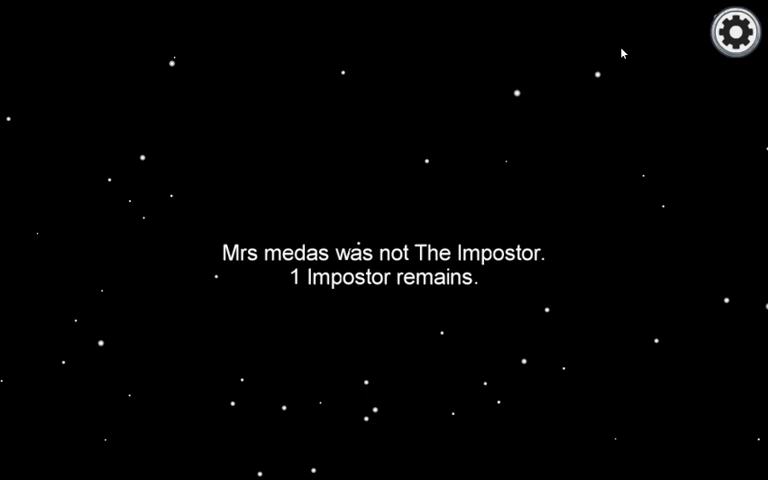 Mrs medas was not The Impostor.
1 Impostor remains.